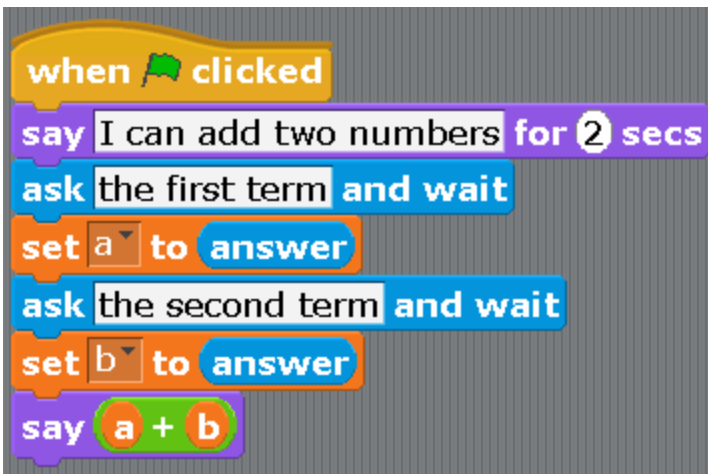 when clicked
say I can add two numbers for 2 secs
ask the first term and wait
set a to answer
ask the second term and wait
set b to answer
say a + b